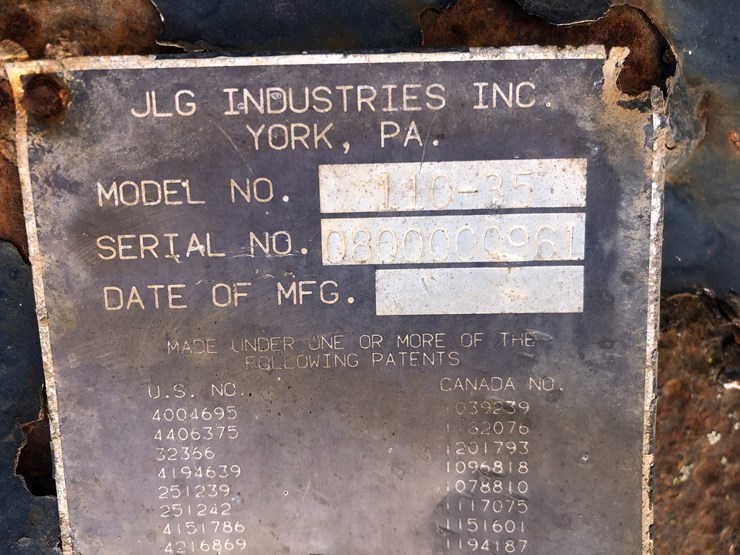 JLG INDUSTRIES INC.
YORK, PA.
MODEL NO. 110-35
SERIAL NO. 0800000961
DATE OF MFG.
MADE UNDER ONE OR MORE OF THE
FOLLOWING PATENTS
U.S. NO. CANADA NO.
4004695 1039239
4406375
32366 1201793
4194639 1096818
251239 1078810
251242 1117075
4151786 1151601
4216869 1194187